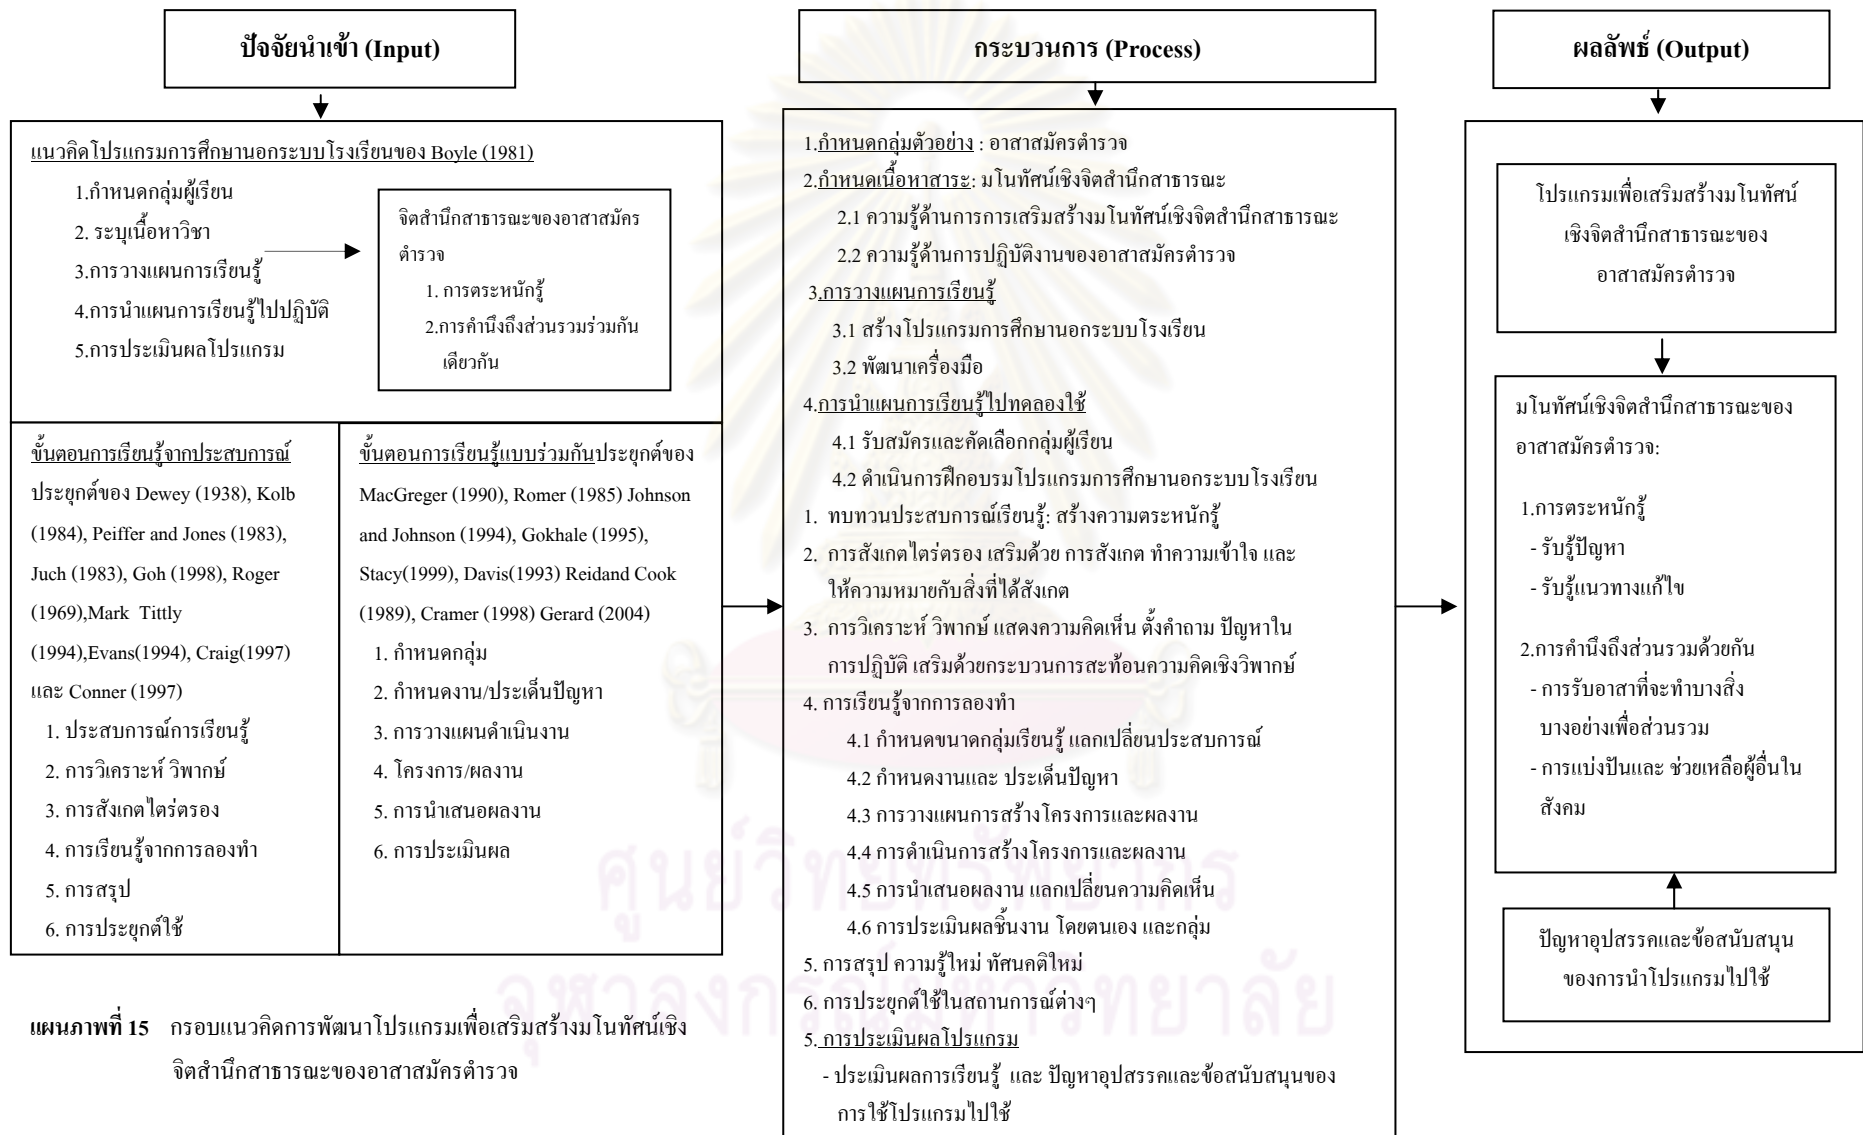 ปัจจัยนำเข้า (Input)
แนวคิดโปรแกรมการศึกษานอกระบบโรงเรียนของ Boyle (1981)
1.กำหนดกลุ่มผู้เรียน
2. ระบุเนื้อหาวิชา
3.การวางแผนการเรียนรู้
4.การนำแผนการเรียนรู้ไปปฏิบัติ
5.การประเมินผลโปรแกรม
จิตสำนึกสาธารณะของอาสาสมัคร
ตำรวจ
1. การตระหนักรู้
2.การคำนึงถึงส่วนรวมร่วมกัน
เดียวกัน
ขั้นตอนการเรียนรู้จากประสบการณ์
ประยุกต์ของ Dewey (1938), Kolb
(1984), Peiffer and Jones (1983),
Juch (1983), Goh (1998), Roger
(1969),Mark Tittly
(1994),Evans(1994), Craig(1997)
และ Conner (1997)
1. ประสบการณ์การเรียนรู้
2. การวิเคราะห์ วิพากษ์
3. การสังเกตไตร่ตรอง
4. การเรียนรู้จากการลองทำ
5. การสรุป
6. การประยุกต์ใช้
ขั้นตอนการเรียนรู้แบบร่วมกันประยุกต์ของ
MacGreger (1990), Romer (1985) Johnson
and Johnson (1994), Gokhale (1995),
Stacy(1999), Davis(1993) Reidand Cook
(1989), Cramer (1998) Gerard (2004)
1. กำหนดกลุ่ม
2. กำหนดงาน/ประเด็นปัญหา
3. การวางแผนดำเนินงาน
4. โครงการ/ผลงาน
5. การนำเสนอผลงาน
6. การประเมินผล
กระบวนการ (Process)
1.กำหนดกลุ่มตัวอย่าง : อาสาสมัครตำรวจ
2.กำหนดเนื้อหาสาระ: มโนทัศน์เชิงจิตสำนึกสาธารณะ
2.1 ความรู้ด้านการการเสริมสร้างมโนทัศน์เชิงจิตสำนึกสาธารณะ
2.2 ความรู้ด้านการปฏิบัติงานของอาสาสมัครตำรวจ
3.การวางแผนการเรียนรู้
3.1 สร้างโปรแกรมการศึกษานอกระบบโรงเรียน
3.2 พัฒนาเครื่องมือ
4.การนำแผนการเรียนรู้ไปทดลองใช้
4.1 รับสมัครและคัดเลือกกลุ่มผู้เรียน
4.2 ดำเนินการฝึกอบรมโปรแกรมการศึกษานอกระบบโรงเรียน
1. ทบทวนประสบการณ์เรียนรู้: สร้างความตระหนักรู้
2. การสังเกตไตร่ตรอง เสริมด้วย การสังเกต ทำความเข้าใจ และ
ให้ความหมายกับสิ่งที่ได้สังเกต
3. การวิเคราะห์ วิพากษ์ แสดงความคิดเห็น ตั้งคำถาม ปัญหาใน
การปฏิบัติ เสริมด้วยกระบวนการสะท้อนความคิดเชิงวิพากษ์
4. การเรียนรู้จากการลองทำ
4.1 กำหนดขนาดกลุ่มเรียนรู้ แลกเปลี่ยนประสบการณ์
4.2 กำหนดงานและ ประเด็นปัญหา
4.3 การวางแผนการสร้างโครงการและผลงาน
4.4 การดำเนินการสร้างโครงการและผลงาน
4.5 การนำเสนอผลงาน แลกเปลี่ยนความคิดเห็น
4.6 การประเมินผลชิ้นงาน โดยตนเอง และกลุ่ม
5. การสรุป ความรู้ใหม่ ทัศนคติใหม่
6. การประยุกต์ใช้ในสถานการณ์ต่างๆ
5. การประเมินผลโปรแกรม
- ประเมินผลการเรียนรู้ และ ปัญหาอุปสรรคและข้อสนับสนุนของ
การใช้โปรแกรมไปใช้
ผลลัพธ์ (Output)
โปรแกรมเพื่อเสริมสร้างมโนทัศน์
เชิงจิตสำนึกสาธารณะของ
อาสาสมัครตำรวจ
มโนทัศน์เชิงจิตสำนึกสาธารณะของ
อาสาสมัครตำรวจ:
1.การตระหนักรู้
- รับรู้ปัญหา
- รับรู้แนวทางแก้ไข
2.การคำนึงถึงส่วนรวมด้วยกัน
- การรับอาสาที่จะทำบางสิ่ง
บางอย่างเพื่อส่วนรวม
- การแบ่งปันและ ช่วยเหลือผู้อื่นใน
สังคม
ปัญหาอุปสรรคและข้อสนับสนุน
ของการนำโปรแกรมไปใช้
แผนภาพที่ 15 กรอบแนวคิดการพัฒนาโปรแกรมเพื่อเสริมสร้างมโนทัศน์เชิง
จิตสำนึกสาธารณะของอาสาสมัครตำรวจ
ศูนย์วิทยทรัพยากร
จุฬาลงกรณ์มหาวิทยาลัย